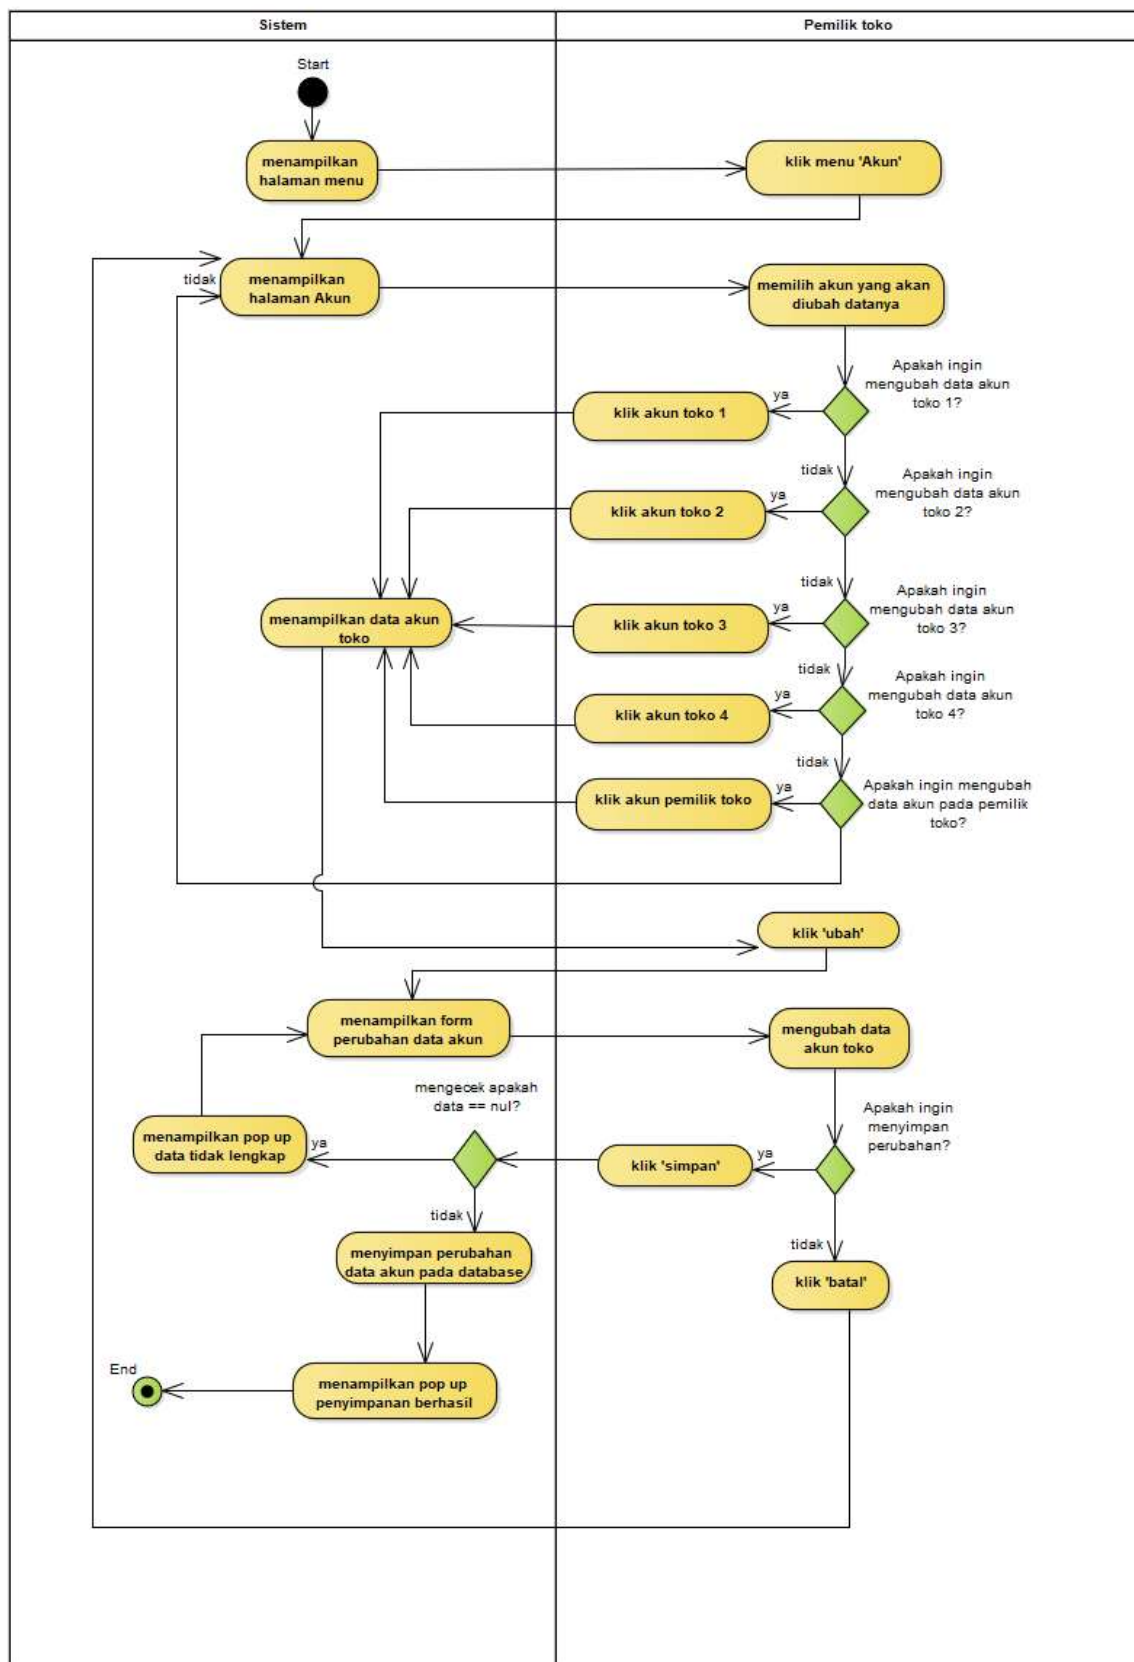 Sistem
Pemilik toko
Start
menampilkan
halaman menu
klik menu 'Akun'
tidak
menampilkan
halaman Akun
memilih akun yang akan
diubah datanya
Apakah ingin
mengubah data akun
toko 1?
ya
klik akun toko 1
tidak
Apakah ingin
mengubah data akun
toko 2?
ya
klik akun toko 2
tidak
Apakah ingin
mengubah data akun
toko 3?
ya
klik akun toko 3
menampilkan data akun
toko
tidak
Apakah ingin
mengubah data akun
toko 4?
ya
klik akun toko 4
tidak
Apakah ingin mengubah
data akun pada pemilik
toko?
ya
klik akun pemilik toko
klik 'ubah'
menampilkan form
perubahan data akun
mengubah data
akun toko
mengecek apakah
data == nul?
Apakah ingin
menyimpan
perubahan?
menampilkan pop up
data tidak lengkap
ya
klik 'simpan'
ya
tidak
menyimpan perubahan
data akun pada database
tidak
klik 'batal'
End
menampilkan pop up
penyimpanan berhasil